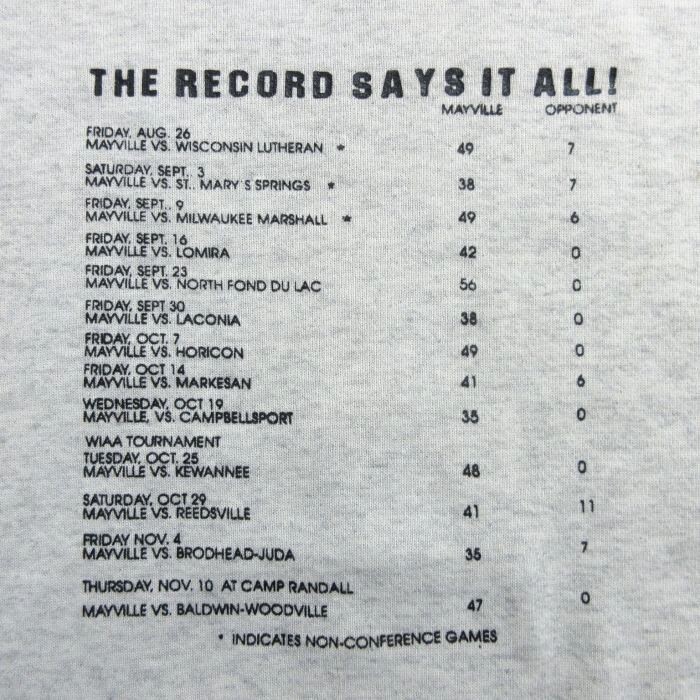 THE RECORD SAYS IT ALL!
MAYVILLE OPPONENT
FRIDAY, AUG. 26
MAYVILLE VS. WISCONSIN LUTHERAN * 49 7
SATURDAY, SEPT. 3
MAYVILLE VS. ST.. MARY'S SPRINGS * 38 7
FRIDAY, SEPT.. 9
MAYVILLE VS. MILWAUKEE MARSHALL * 49 6
FRIDAY, SEPT. 16
MAYVILLE VS. LOMIRA 42 0
FRIDAY, SEPT. 23
MAYVILLE VS. NORTH FOND DU LAC 56 0
FRIDAY, SEPT 30
MAYVILLE VS. LACONIA 38 0
FRIDAY, OCT. 7
MAYVILLE VS. HORICON 49 0
FRIDAY, OCT 14
MAYVILLE VS. MARKESAN 41 6
WEDNESDAY, OCT 19
MAYVILLE, VS. CAMPBELLSPORT 35 0
WIAA TOURNAMENT
TUESDAY, OCT. 25
MAYVILLE VS. KEWANNEE 48 0
SATURDAY, OCT 29
MAYVILLE VS. REEDSVILLE 41 11
FRIDAY NOV. 4
MAYVILLE VS. BRODHEAD-JUDA 35 7
THURSDAY, NOV. 10 AT CAMP RANDALL
MAYVILLE VS. BALDWIN-WOODVILLE 47 0
* INDICATES NON-CONFERENCE GAMES